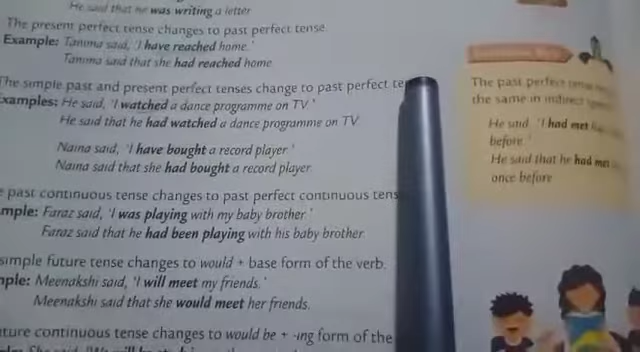 He said that he was writing a letter
The present perfect tense changes to past perfect tense.
Example: Tanima said, 'I have reached home.'
Tanima said that she had reached home.
The simple past and present perfect tenses change to past perfect
Examples: He said, 'I watched a dance programme on TV.'
He said that he had watched a dance programme on TV.
Naina said, 'I have bought a record player.'
Naina said that she had bought a record player.
past continuous tense changes to past perfect continuous
Faraz said, 'I was playing with my baby brother.'
Faraz said that he had been playing with his baby brother.
simple future tense changes to would + base form of the verb.
Meenakshi said, 'I will meet my friends.'
Meenakshi said that she would meet her friends.
continuous tense changes to would be + -ing form of the
The past perfect
the same in indirect
He said, 'I had met
before.'
He said that he had met
once before